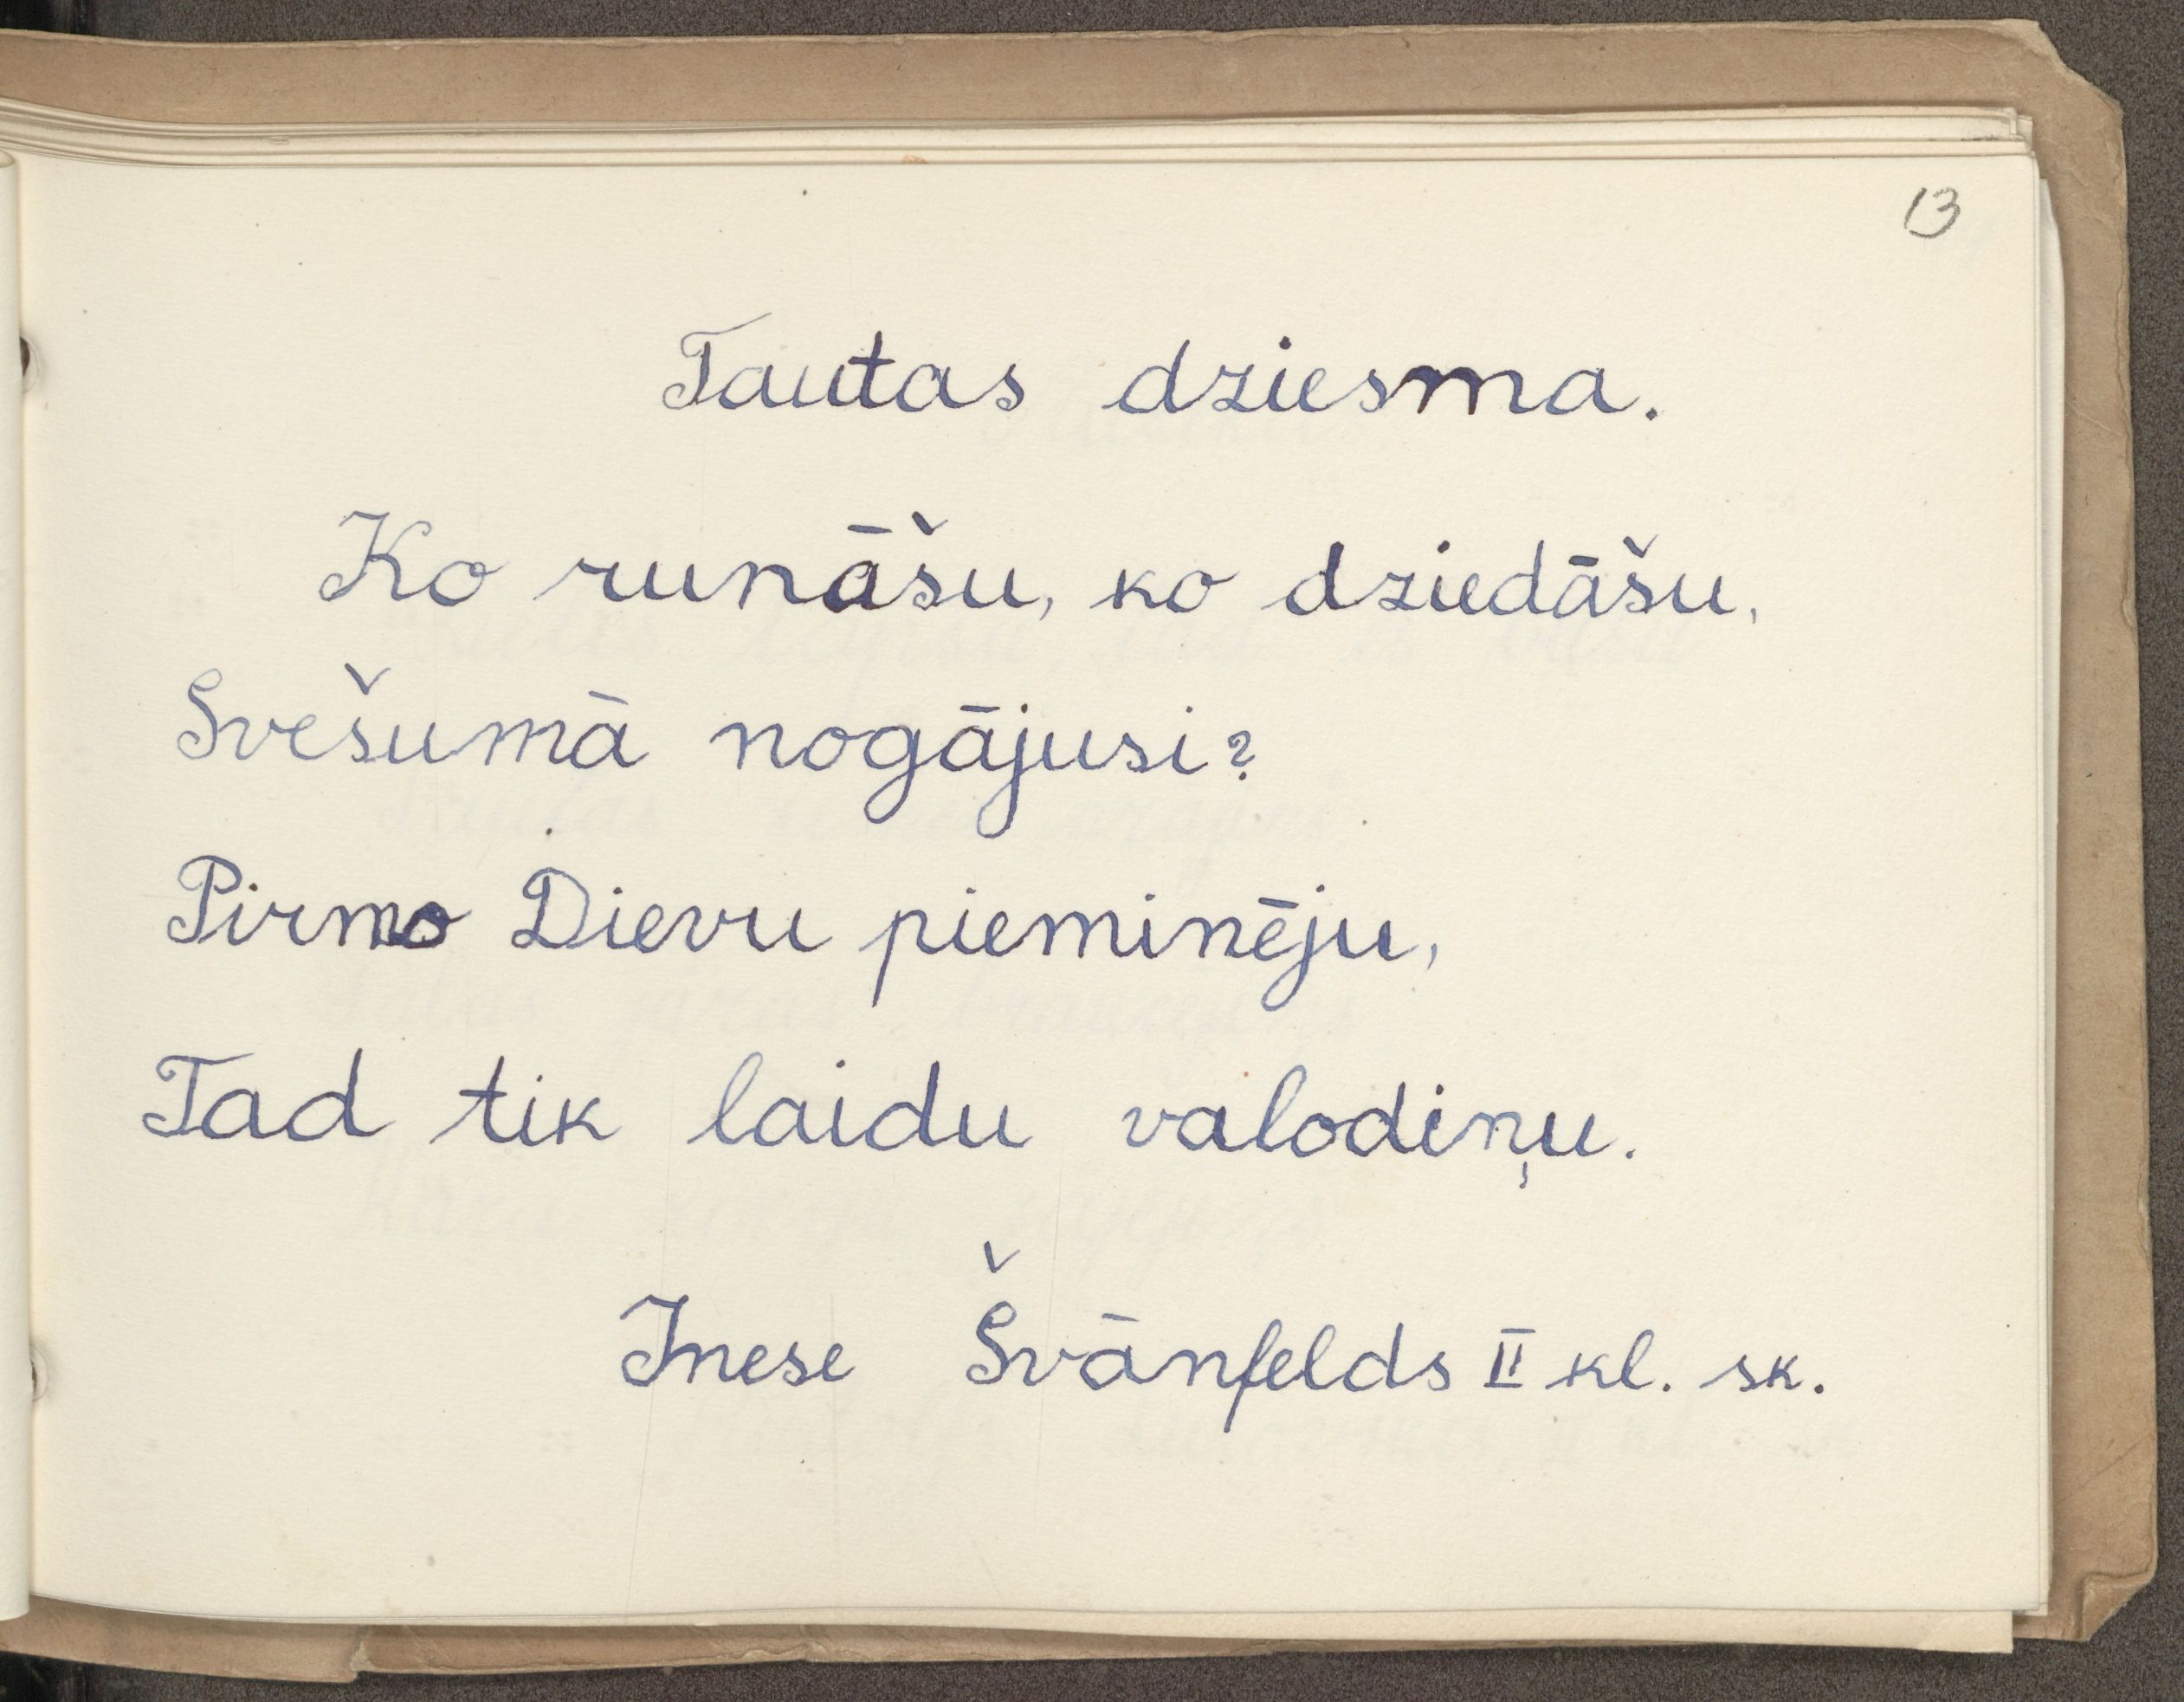 13
Tautas dziesma.
Ko runāšu, ko dziedāšu,
Svešumā nogājusi?
Pirmo Dievu pieminēju,
Tad tik laidu valodiņu.
Inese Švānfelds II kl. sk.